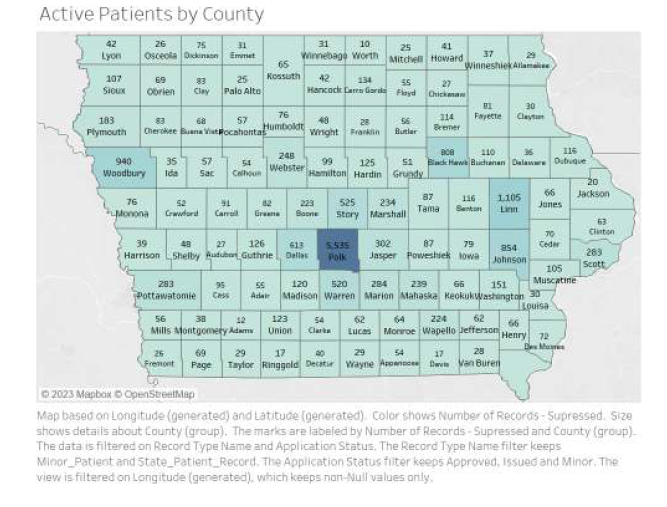 Active Patients by County
42 26 75 31 31 10 25 41 37 29
Lyon Osceola Dickinson Emmet Winnebago Worth Mitchell Howard Winneshiek Allamakee
65
Kossuth
107 69 83 25 42 134 55 27
Sioux Obrien Clay Palo Alto Hancock Cerro Gordo Floyd Chickasaw
81 30
Fayette Clayton
183 83 68 57 76 48 28 56 114
Plymouth Cherokee Buena Vista Pocahontas Humboldt Wright Franklin Butler Bremer
940 35 57 54 248 99 125 51 808 110 36 116
Woodbury Ida Sac Calhoun Webster Hamilton Hardin Grundy Black Hawk Buchanan Delaware Dubuque
20
Jackson
76 52 91 82 223 525 234 87 116 1,105 66
Monona Crawford Carroll Greene Boone Story Marshall Tama Benton Linn Jones
63
Clinton
70
Cedar
39 48 27 126 613 5,535 302 87 79 854 283
Harrison Shelby Audubon Guthrie Dallas Polk Jasper Poweshiek Iowa Johnson Scott
105
Muscatine
283 95 55 120 520 284 239 66 151 30
Pottawatomie Cass Adair Madison Warren Marion Mahaska Keokuk Washington Louisa
56 38 12 123 54 62 64 224 62 66 72
Mills Montgomery Adams Union Clarke Lucas Monroe Wapello Jefferson Henry Des Moines
26 69 29 17 40 29 54 17 28
Fremont Page Taylor Ringgold Decatur Wayne Appanoose Davis Van Buren
© 2023 Mapbox © OpenStreetMap
Map based on Longitude (generated) and Latitude (generated). Color shows Number of Records - Supressed. Size
shows details about County (group). The marks are labeled by Number of Records - Supressed and County (group).
The data is filtered on Record Type Name and Application Status. The Record Type Name filter keeps
Minor_Patient and State_Patient_Record. The Application Status filter keeps Approved, Issued and Minor. The
view is filtered on Longitude (generated), which keeps non-Null values only.